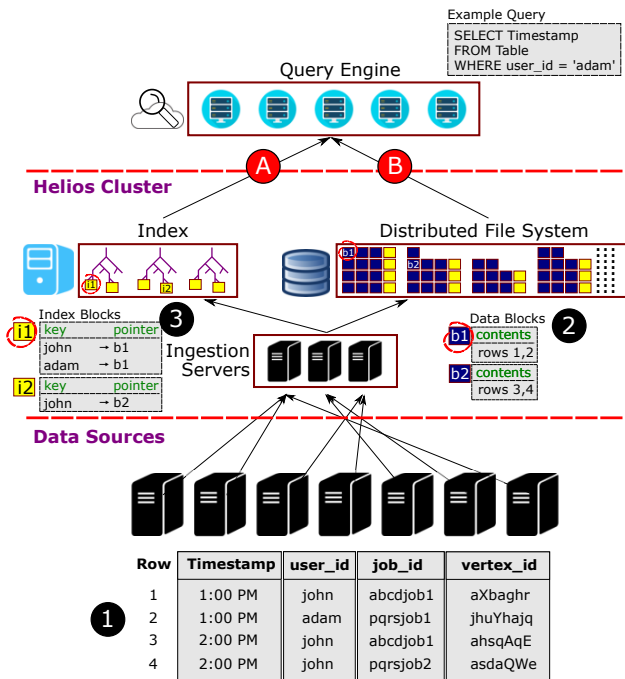 Example Query
SELECT Timestamp
FROM Table
WHERE user_id = 'adam'
Query Engine
A
B
Helios Cluster
Index
Distributed File System
b1
b2
i1
i2
3
Index Blocks
i1
key pointer
john → b1
adam → b1
i2
key pointer
john → b2
Ingestion
Servers
2
Data Blocks
b1
contents
rows 1,2
b2
contents
rows 3,4
Data Sources
1
Row Timestamp user_id job_id vertex_id
1 1:00 PM john abcdjob1 aXbaghr
2 1:00 PM adam pqrsjob1 jhuYhajq
3 2:00 PM john abcdjob1 ahsqAqE
4 2:00 PM john pqrsjob2 asdaQWe